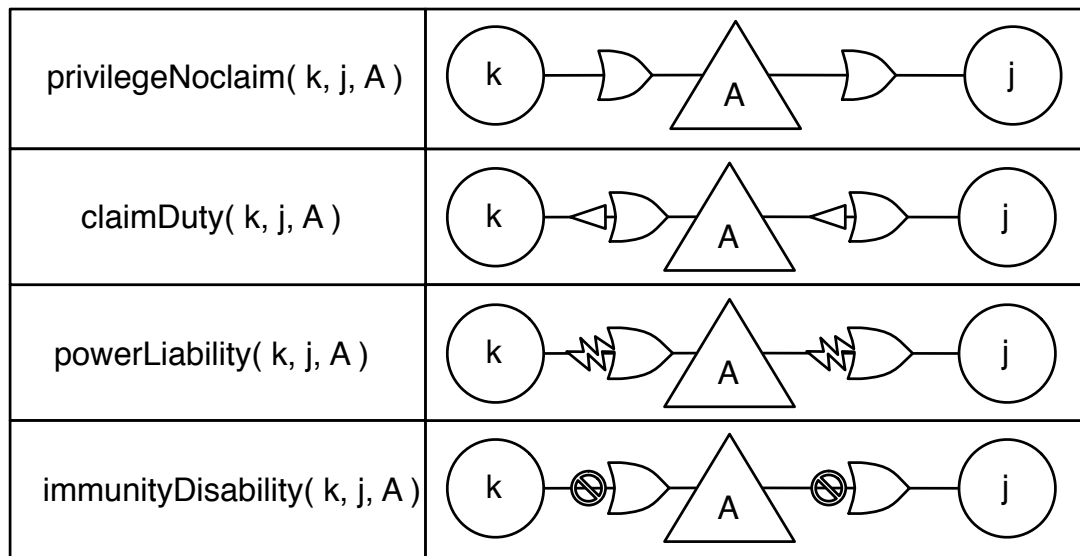 privilegeNoclaim( k, j, A ) k A j
claimDuty( k, j, A ) k A j
powerLiability( k, j, A ) k A j
immunityDisability( k, j, A ) k A j